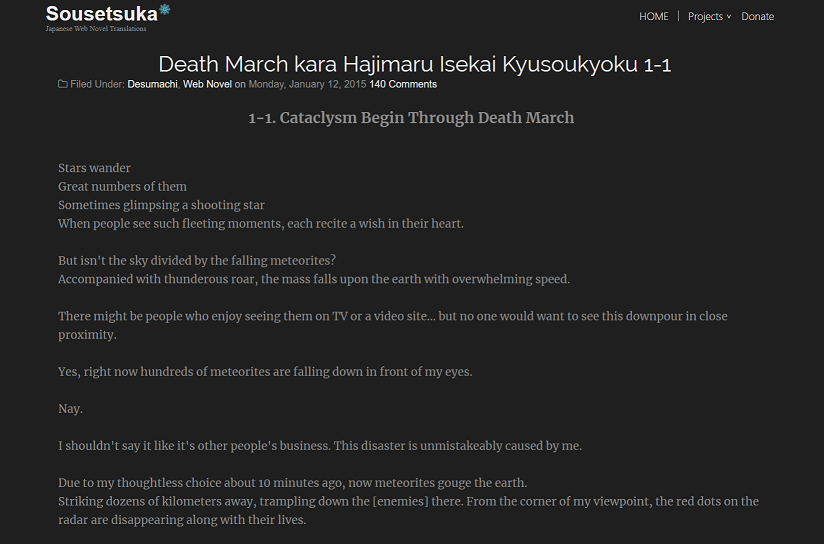 Sousetsuka
Japanese Web Novel Translations
HOME
Projects
Donate
Death March kara Hajimaru Isekai Kyusoukyoku 1-1
Filed Under: Desumachi, Web Novel on Monday, January 12, 2015 140 Comments
1-1. Cataclysm Begin Through Death March
Stars wander
Great numbers of them
Sometimes glimpsing a shooting star
When people see such fleeting moments, each recite a wish in their heart.
But isn't the sky divided by the falling meteorites?
Accompanied with thunderous roar, the mass falls upon the earth with overwhelming speed.
There might be people who enjoy seeing them on TV or a video site... but no one would want to see this downpour in close
proximity.
Yes, right now hundreds of meteorites are falling down in front of my eyes.
Nay.
I shouldn't say it like it's other people's business. This disaster is unmistakeably caused by me.
Due to my thoughtless choice about 10 minutes ago, now meteorites gouge the earth.
Striking dozens of kilometers away, trampling down the [enemies] there. From the corner of my viewpoint, the red dots on the
radar are disappearing along with their lives.